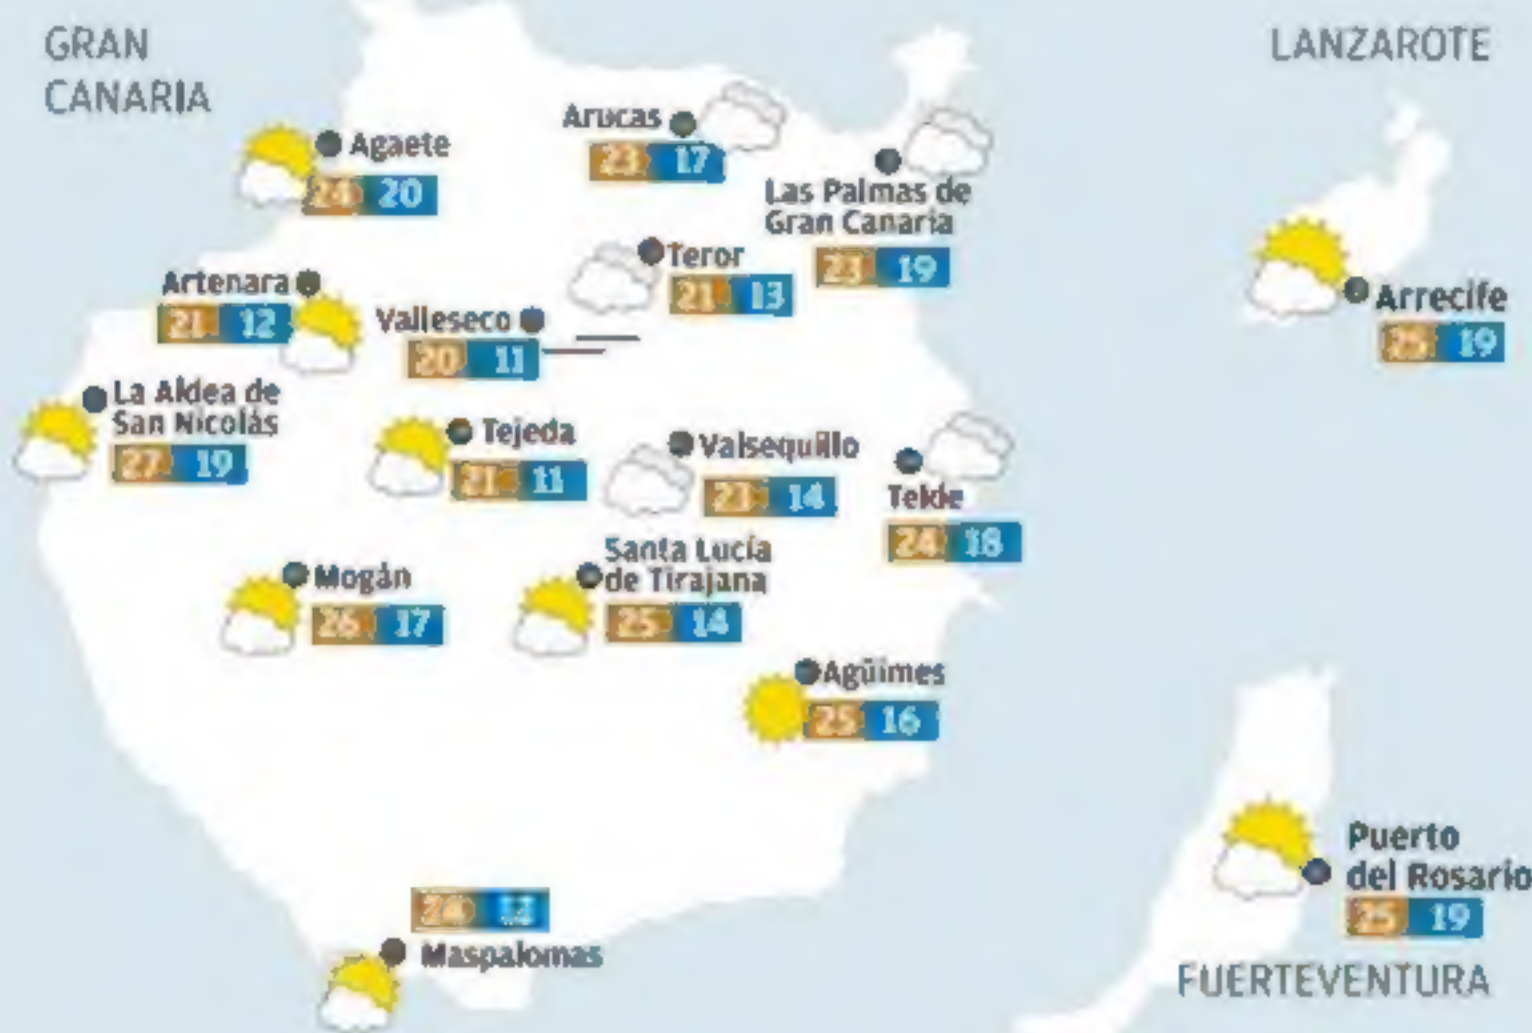 GRAN
CANARIA
LANZAROTE
Agaete
24 20
Arucas
23 17
Las Palmas de
Gran Canaria
23 19
Teror
21 13
Artenara
21 12
Valleseco
20 11
Arrecife
25 19
La Aldea de
San Nicolás
27 19
Tejeda
21 11
Valsequillo
23 14
Telde
24 18
Mogán
26 17
Santa Lucía
de Tirajana
25 14
Agüimes
25 16
Puerto
del Rosario
25 19
Maspalomas
FUERTEVENTURA